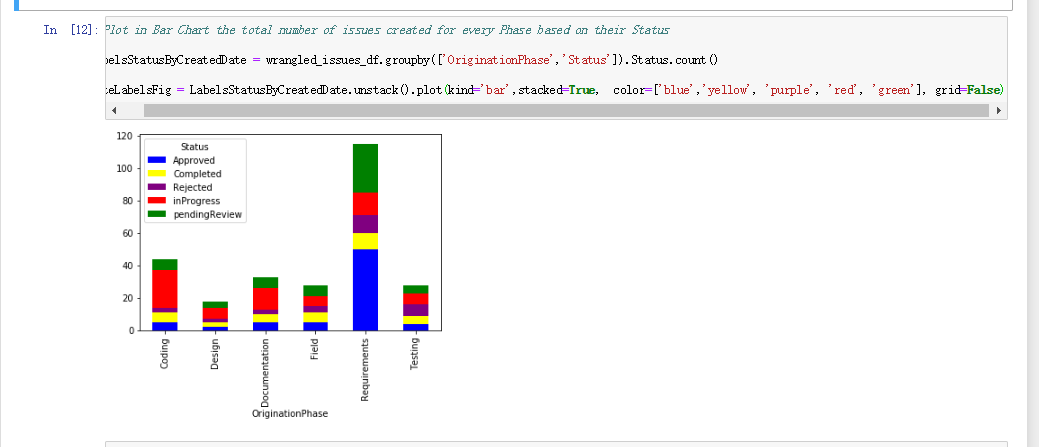 In [12]: Plot in Bar Chart the total number of issues created for every Phase based on their Status
belsStatusByCreatedDate = wrangled_issues_df.groupby(['OriginationPhase','Status']).Status.count()
eLabelsFig = LabelsStatusByCreatedDate.unstack().plot(kind='bar',stacked=True, color=['blue','yellow', 'purple', 'red', 'green'], grid=False)
120
100
80
60
40
20
0
Status
Approved
Completed
Rejected
inProgress
pendingReview
Coding
Design
Documentation
Field
Requirements
Testing
OriginationPhase